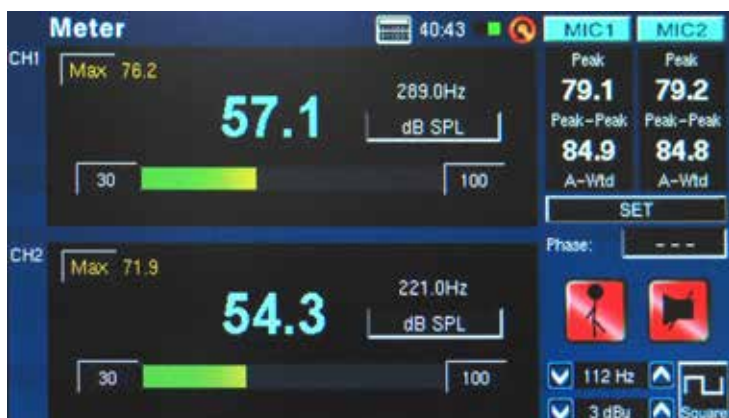 Meter
40:43
MIC1 MIC2
CH1
Max 76.2
57.1
289.0Hz
dB SPL
30
100
Peak Peak
79.1 79.2
Peak-Peak Peak-Peak
84.9 84.8
A-Wtd A-Wtd
SET
Phase: ---
CH2
Max 71.9
54.3
221.0Hz
dB SPL
30
100
112 Hz
3 dBu
Square